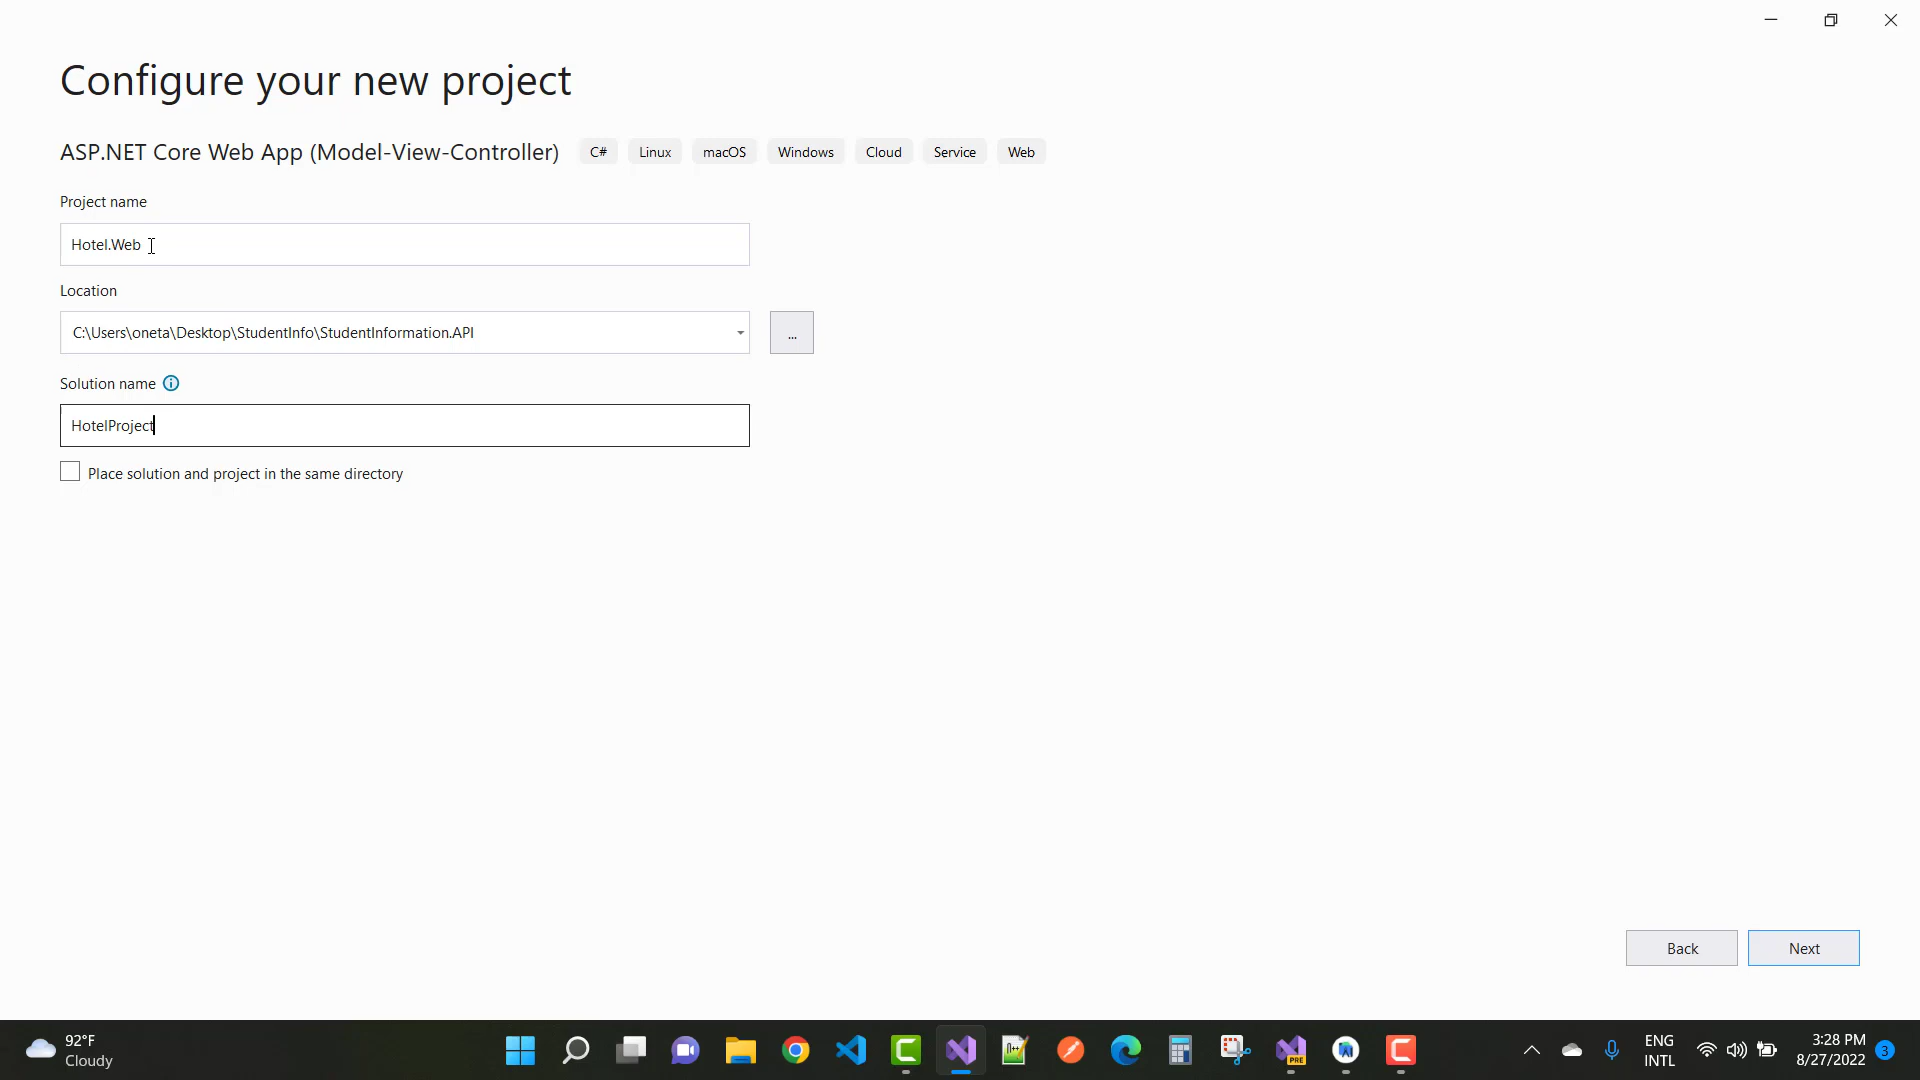 Configure your new project
ASP.NET Core Web App (Model-View-Controller) C# Linux macOS Windows Cloud Service Web
Project name
Hotel.Web
Location
C:\Users\oneta\Desktop\StudentInfo\StudentInformation.API
...
Solution name
HotelProject
Place solution and project in the same directory
Back Next
92°F
Cloudy
PRE
ENG
INTL
3:28 PM
8/27/2022
3